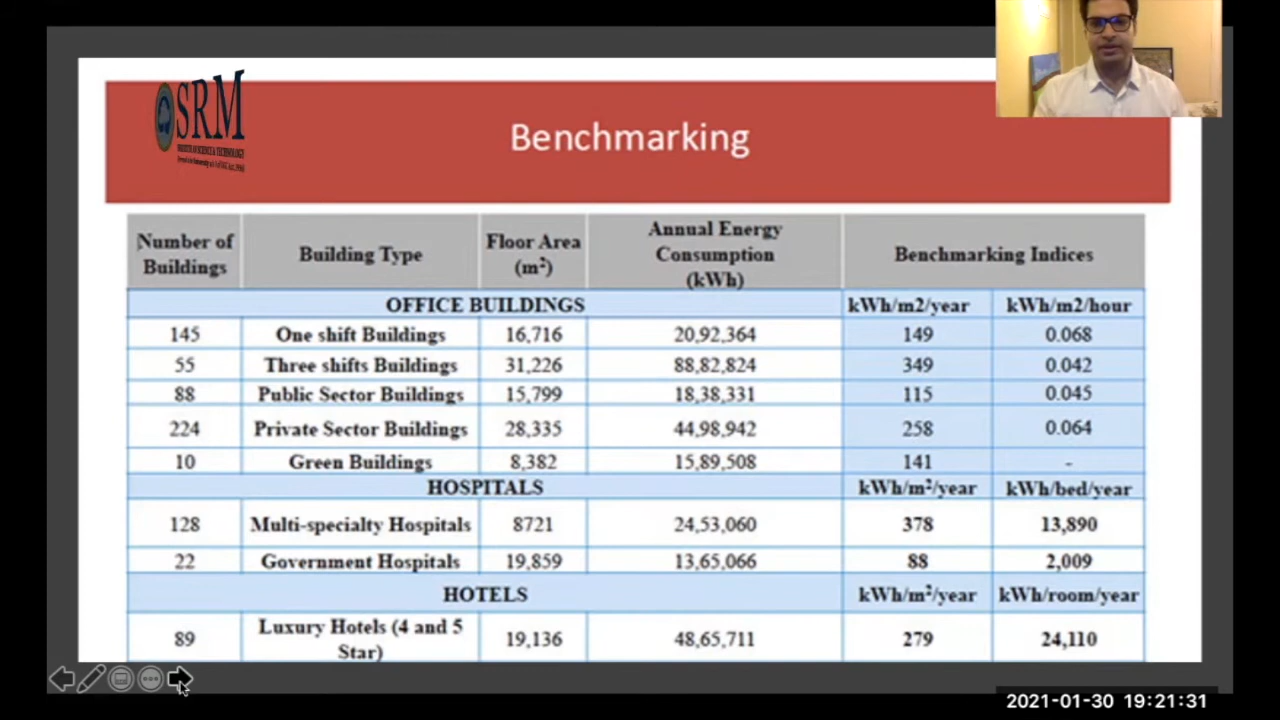 SRM
Benchmarking
Number of Buildings Building Type Floor Area (m²) Annual Energy Consumption (kWh) Benchmarking Indices
OFFICE BUILDINGS kWh/m2/year kWh/m2/hour
145 One shift Buildings 16,716 20,92,364 149 0.068
55 Three shifts Buildings 31,226 88,82,824 349 0.042
88 Public Sector Buildings 15,799 18,38,331 115 0.045
224 Private Sector Buildings 28,335 44,98,942 258 0.064
10 Green Buildings 8,382 15,89,508 141 -
HOSPITALS kWh/m²/year kWh/bed/year
128 Multi-specialty Hospitals 8721 24,53,060 378 13,890
22 Government Hospitals 19,859 13,65,066 88 2,009
HOTELS kWh/m²/year kWh/room/year
89 Luxury Hotels (4 and 5 Star) 19,136 48,65,711 279 24,110
2021-01-30 19:21:31